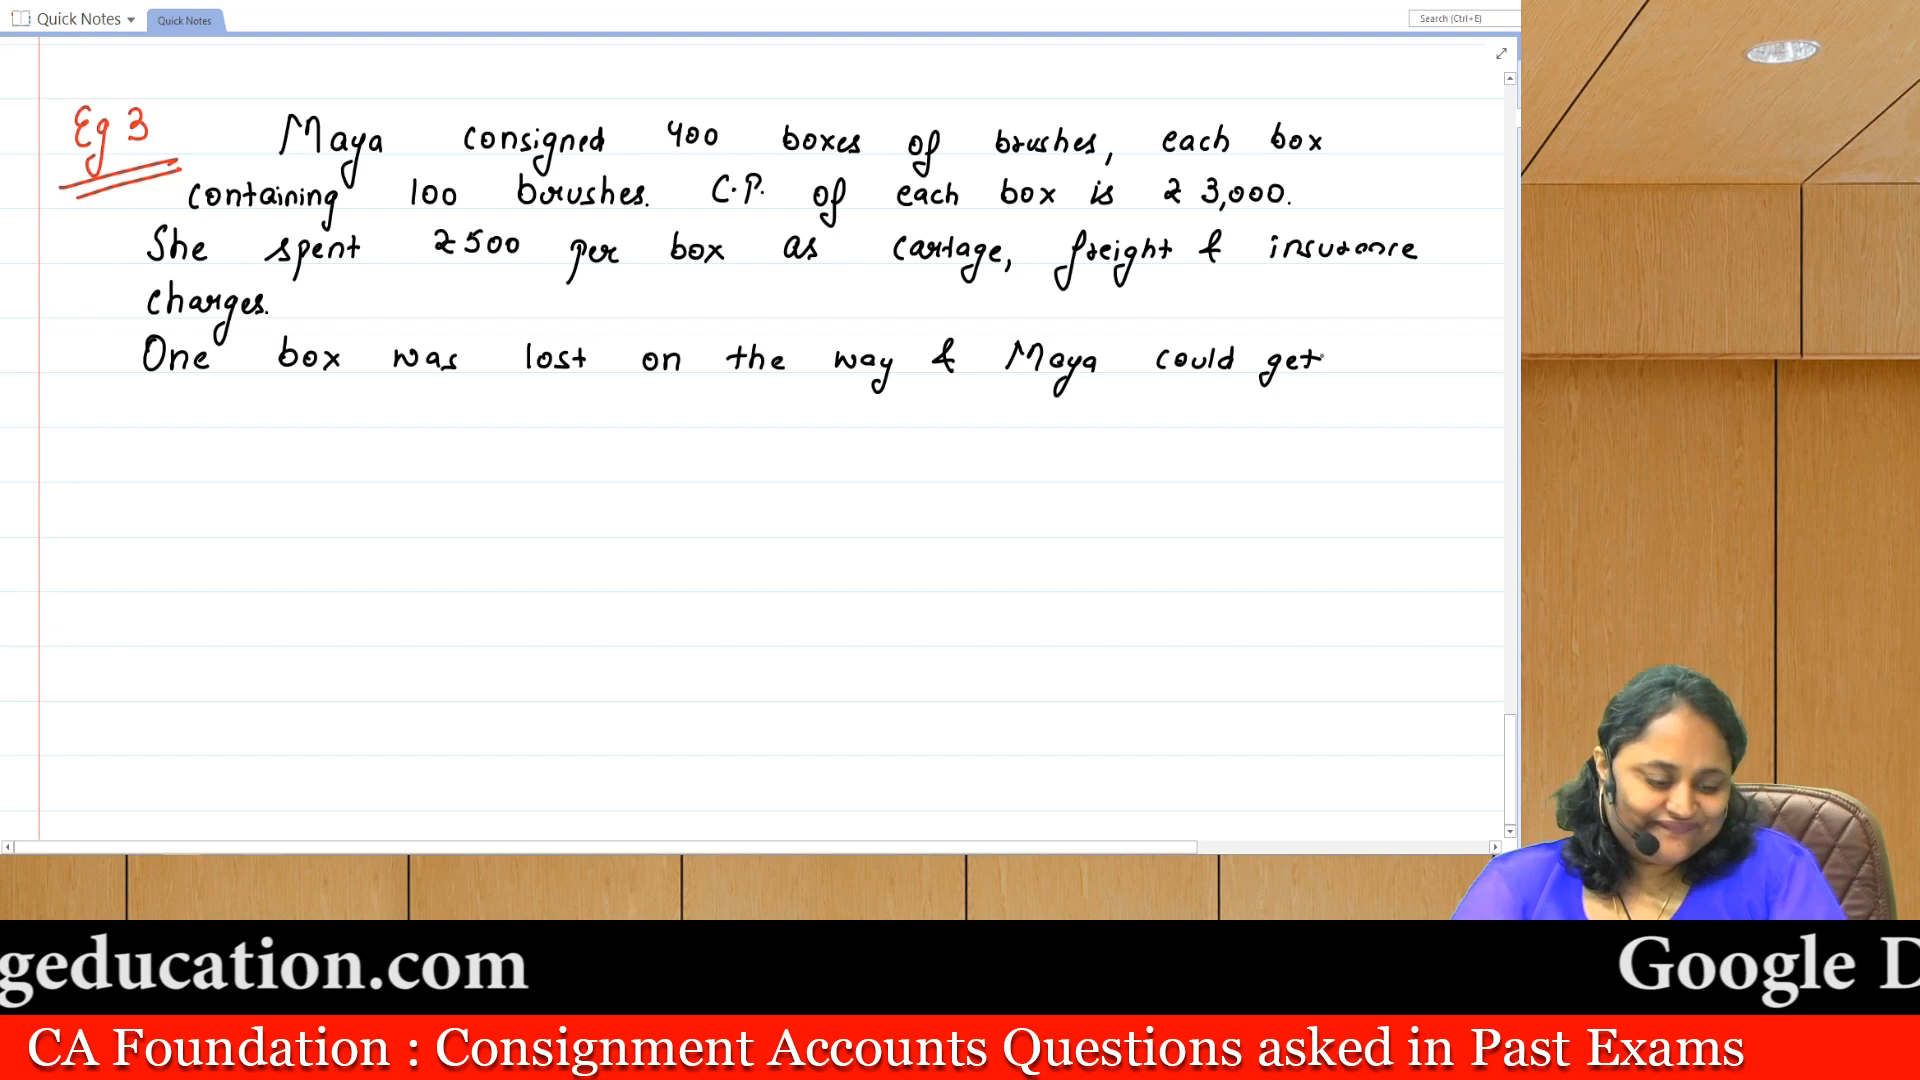 Quick Notes
Quick Notes
Search (Ctrl+E)
Eg 3 Maya consigned 400 boxes of brushes, each box
containing 100 brushes. C.P. of each box is ₹ 3,000.
She spent ₹ 500 per box as cartage, freight & insurance
charges.
One box was lost on the way & Maya could get
geducation.com
Google D
CA Foundation : Consignment Accounts Questions asked in Past Exams